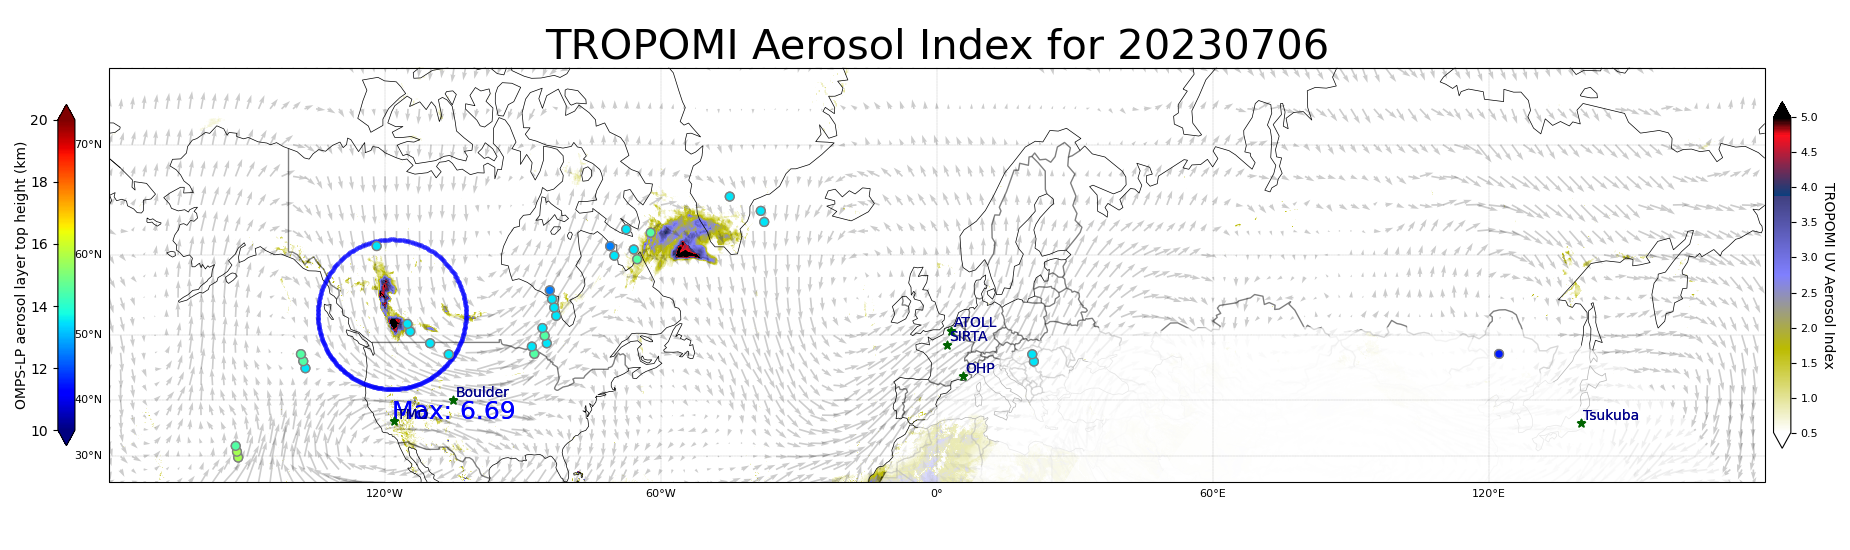 TROPOMI Aerosol Index for 20230706
OMPS-LP aerosol layer top height (km)
20
18
16
14
12
10
70°N
60°N
50°N
40°N
30°N
120°W
60°W
0°
60°E
120°E
ATOLL
SIRTA
OHP
Boulder
TMO
Max: 6.69
Tsukuba
5.0
4.5
4.0
3.5
3.0
2.5
2.0
1.5
1.0
0.5
TROPOMI UV Aerosol Index